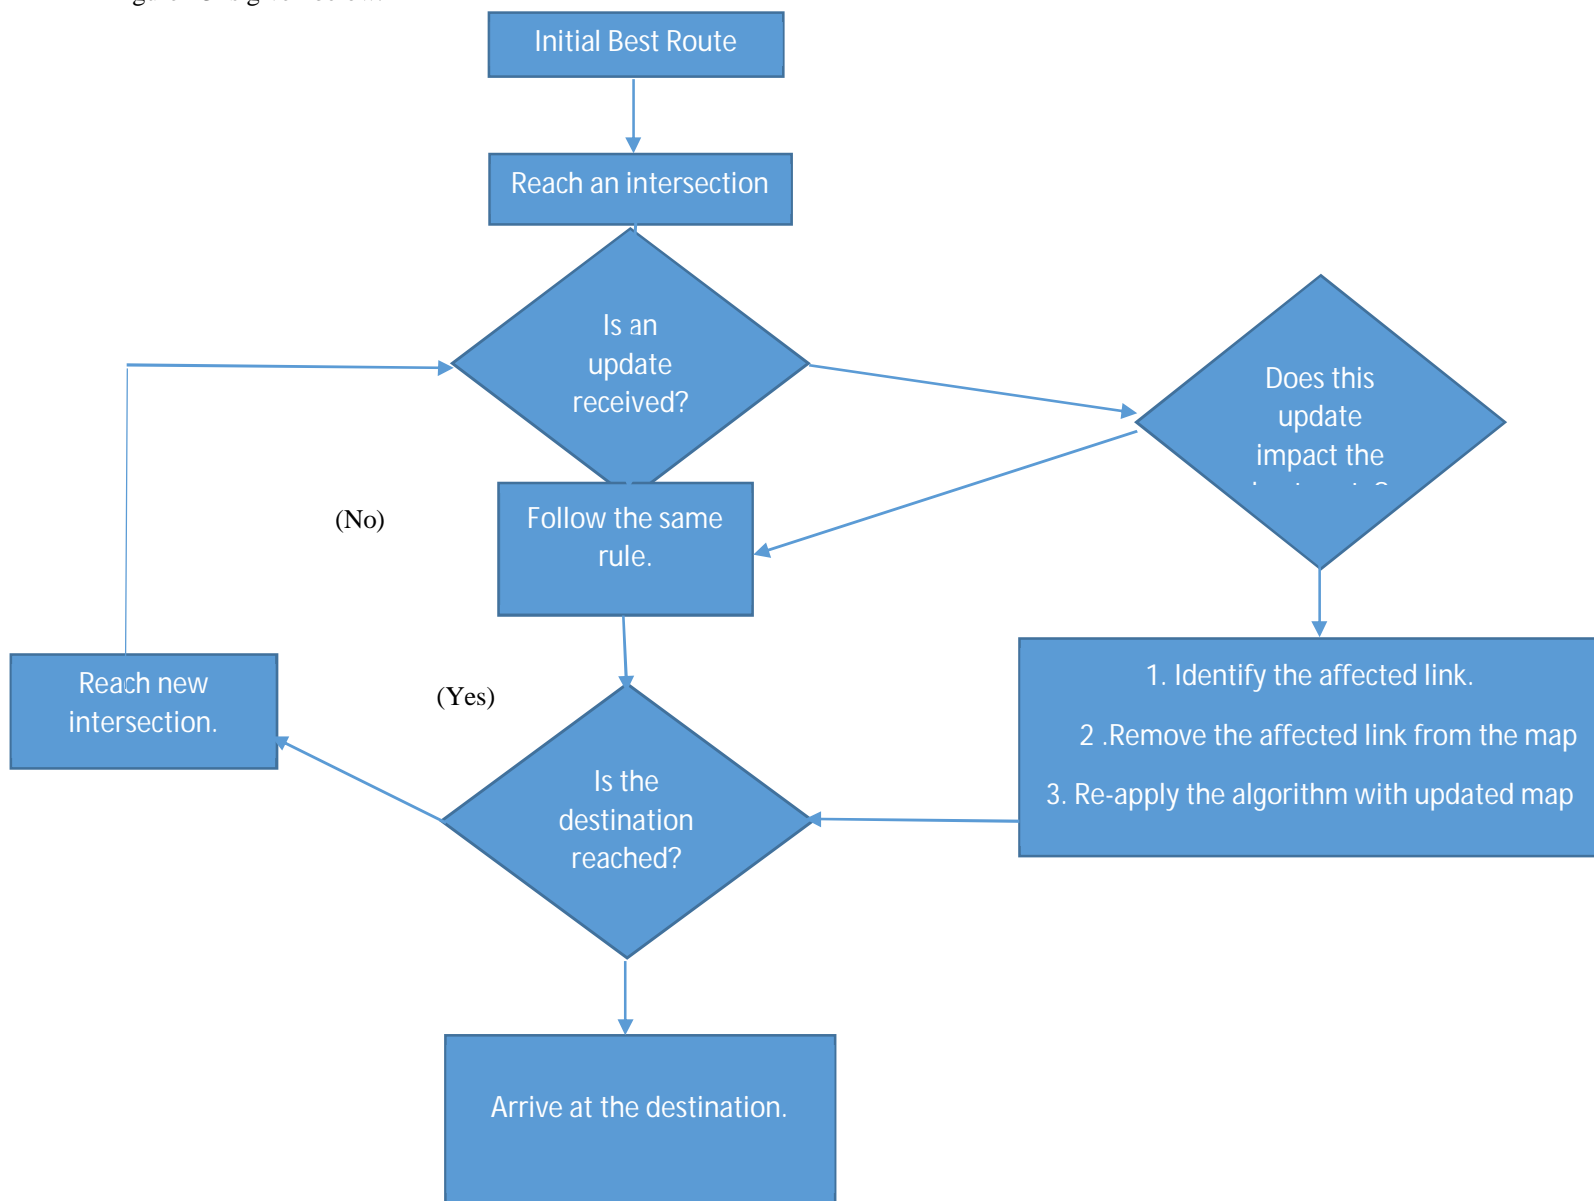 Initial Best Route
Reach an intersection
Is an
update
received?
Does this
update
impact the
(No)
Follow the same
rule.
Reach new
intersection.
(Yes)
1. Identify the affected link.
2 .Remove the affected link from the map
3. Re-apply the algorithm with updated map
Is the
destination
reached?
Arrive at the destination.